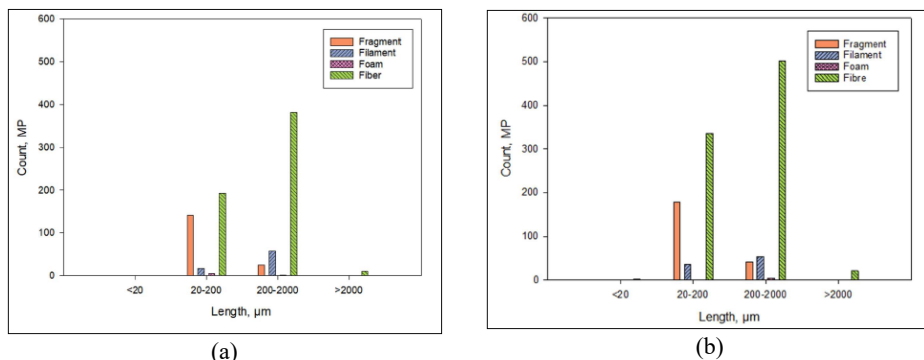 600
500
400
300
200
100
0
Count, MP
Fragment
Filament
Foam
Fiber
<20
20-200
200-2000
>2000
Length, µm
(a)
600
500
400
300
200
100
0
Count, MP
Fragment
Filament
Foam
Fibre
<20
20-200
200-2000
>2000
Length, µm
(b)